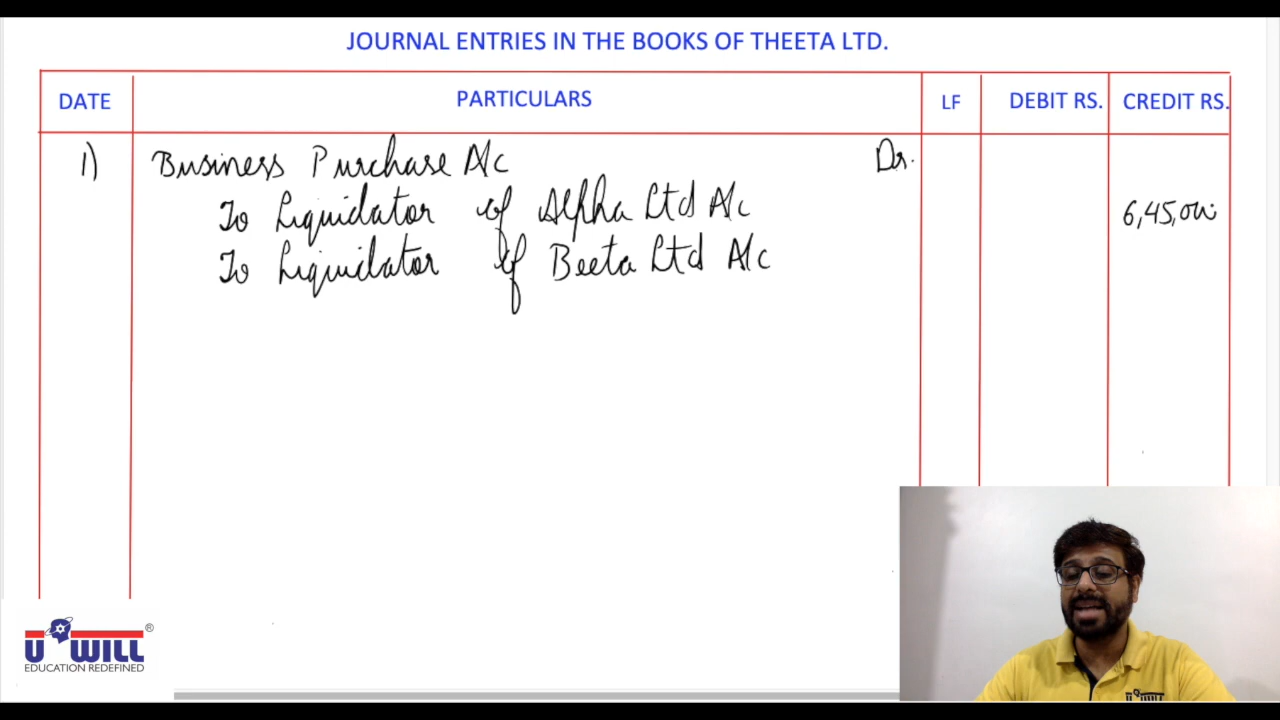 JOURNAL ENTRIES IN THE BOOKS OF THEETA LTD.
DATE PARTICULARS LF DEBIT RS. CREDIT RS.
1) Business Purchase A/c Dr.
To Liquidator of Alpha Ltd A/c 6,45,000
To Liquidator of Beeta Ltd A/c
U WILL ®
EDUCATION REDEFINED
U WILL